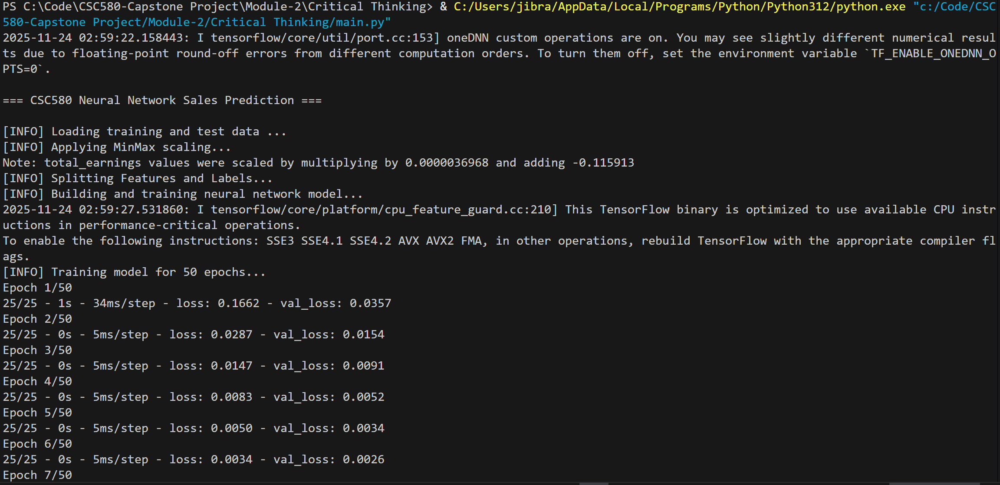 PS C:\Code\CSC580-Capstone Project\Module-2\Critical Thinking> & C:/Users/jibra/AppData/Local/Programs/Python/Python312/python.exe "c:/Code/CSC
580-Capstone Project/Module-2/Critical Thinking/main.py"
2025-11-24 02:59:22.158443: I tensorflow/core/util/port.cc:153] oneDNN custom operations are on. You may see slightly different numerical resul
ts due to floating-point round-off errors from different computation orders. To turn them off, set the environment variable `TF_ENABLE_ONEDNN_O
PTS=0`.
=== CSC580 Neural Network Sales Prediction ===
[INFO] Loading training and test data ...
[INFO] Applying MinMax scaling...
Note: total_earnings values were scaled by multiplying by 0.0000036968 and adding -0.115913
[INFO] Splitting Features and Labels...
[INFO] Building and training neural network model...
2025-11-24 02:59:27.531860: I tensorflow/core/platform/cpu_feature_guard.cc:210] This TensorFlow binary is optimized to use available CPU instr
uctions in performance-critical operations.
To enable the following instructions: SSE3 SSE4.1 SSE4.2 AVX AVX2 FMA, in other operations, rebuild TensorFlow with the appropriate compiler fl
ags.
[INFO] Training model for 50 epochs...
Epoch 1/50
25/25 - 1s - 34ms/step - loss: 0.1662 - val_loss: 0.0357
Epoch 2/50
25/25 - 0s - 5ms/step - loss: 0.0287 - val_loss: 0.0154
Epoch 3/50
25/25 - 0s - 5ms/step - loss: 0.0147 - val_loss: 0.0091
Epoch 4/50
25/25 - 0s - 5ms/step - loss: 0.0083 - val_loss: 0.0052
Epoch 5/50
25/25 - 0s - 5ms/step - loss: 0.0050 - val_loss: 0.0034
Epoch 6/50
25/25 - 0s - 5ms/step - loss: 0.0034 - val_loss: 0.0026
Epoch 7/50